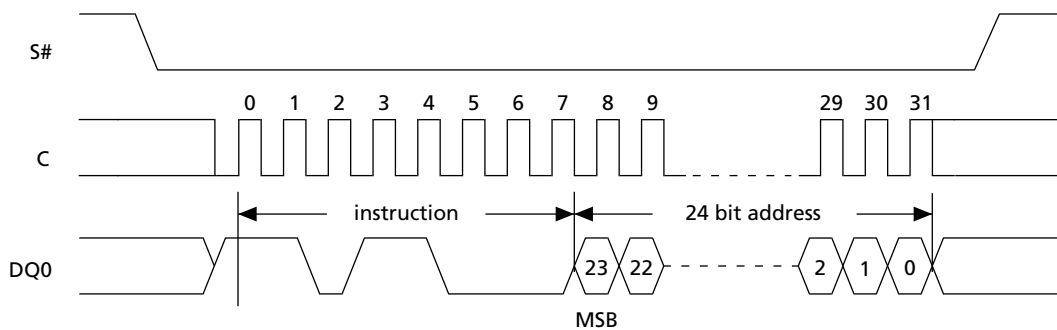 S#
0 1 2 3 4 5 6 7 8 9 29 30 31
C
instruction 24 bit address
DQ0 23 22 2 1 0
MSB